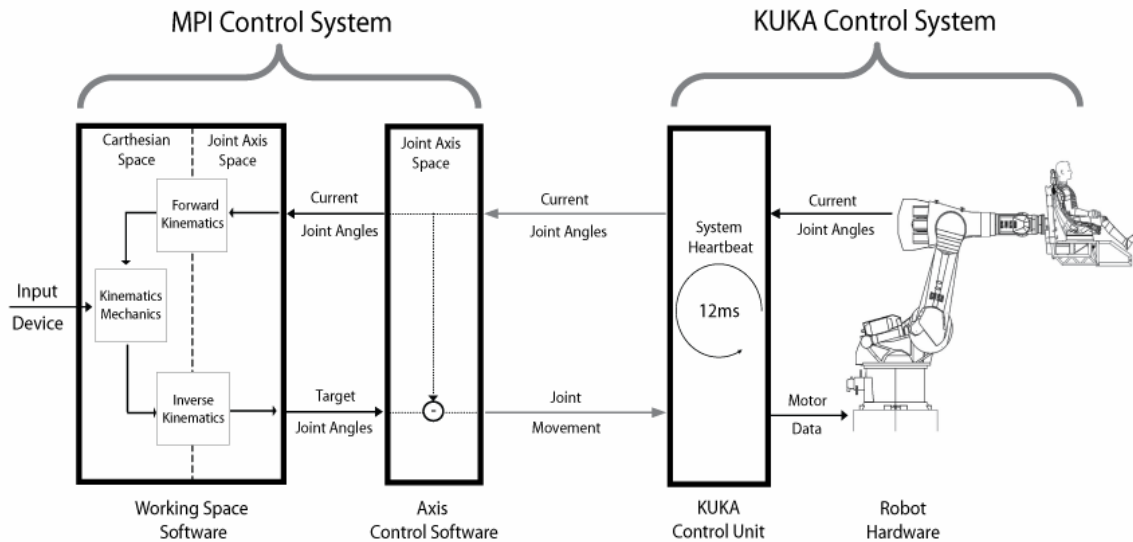 MPI Control System
KUKA Control System
Carthesian
Space
Joint Axis
Space
Forward
Kinematics
Input
Device
Kinematics
Mechanics
Inverse
Kinematics
Current
Joint Angles
Target
Joint Angles
Joint Axis
Space
-
Current
Joint Angles
Joint
Movement
System
Heartbeat
12ms
Current
Joint Angles
Motor
Data
Working Space
Software
Axis
Control Software
KUKA
Control Unit
Robot
Hardware